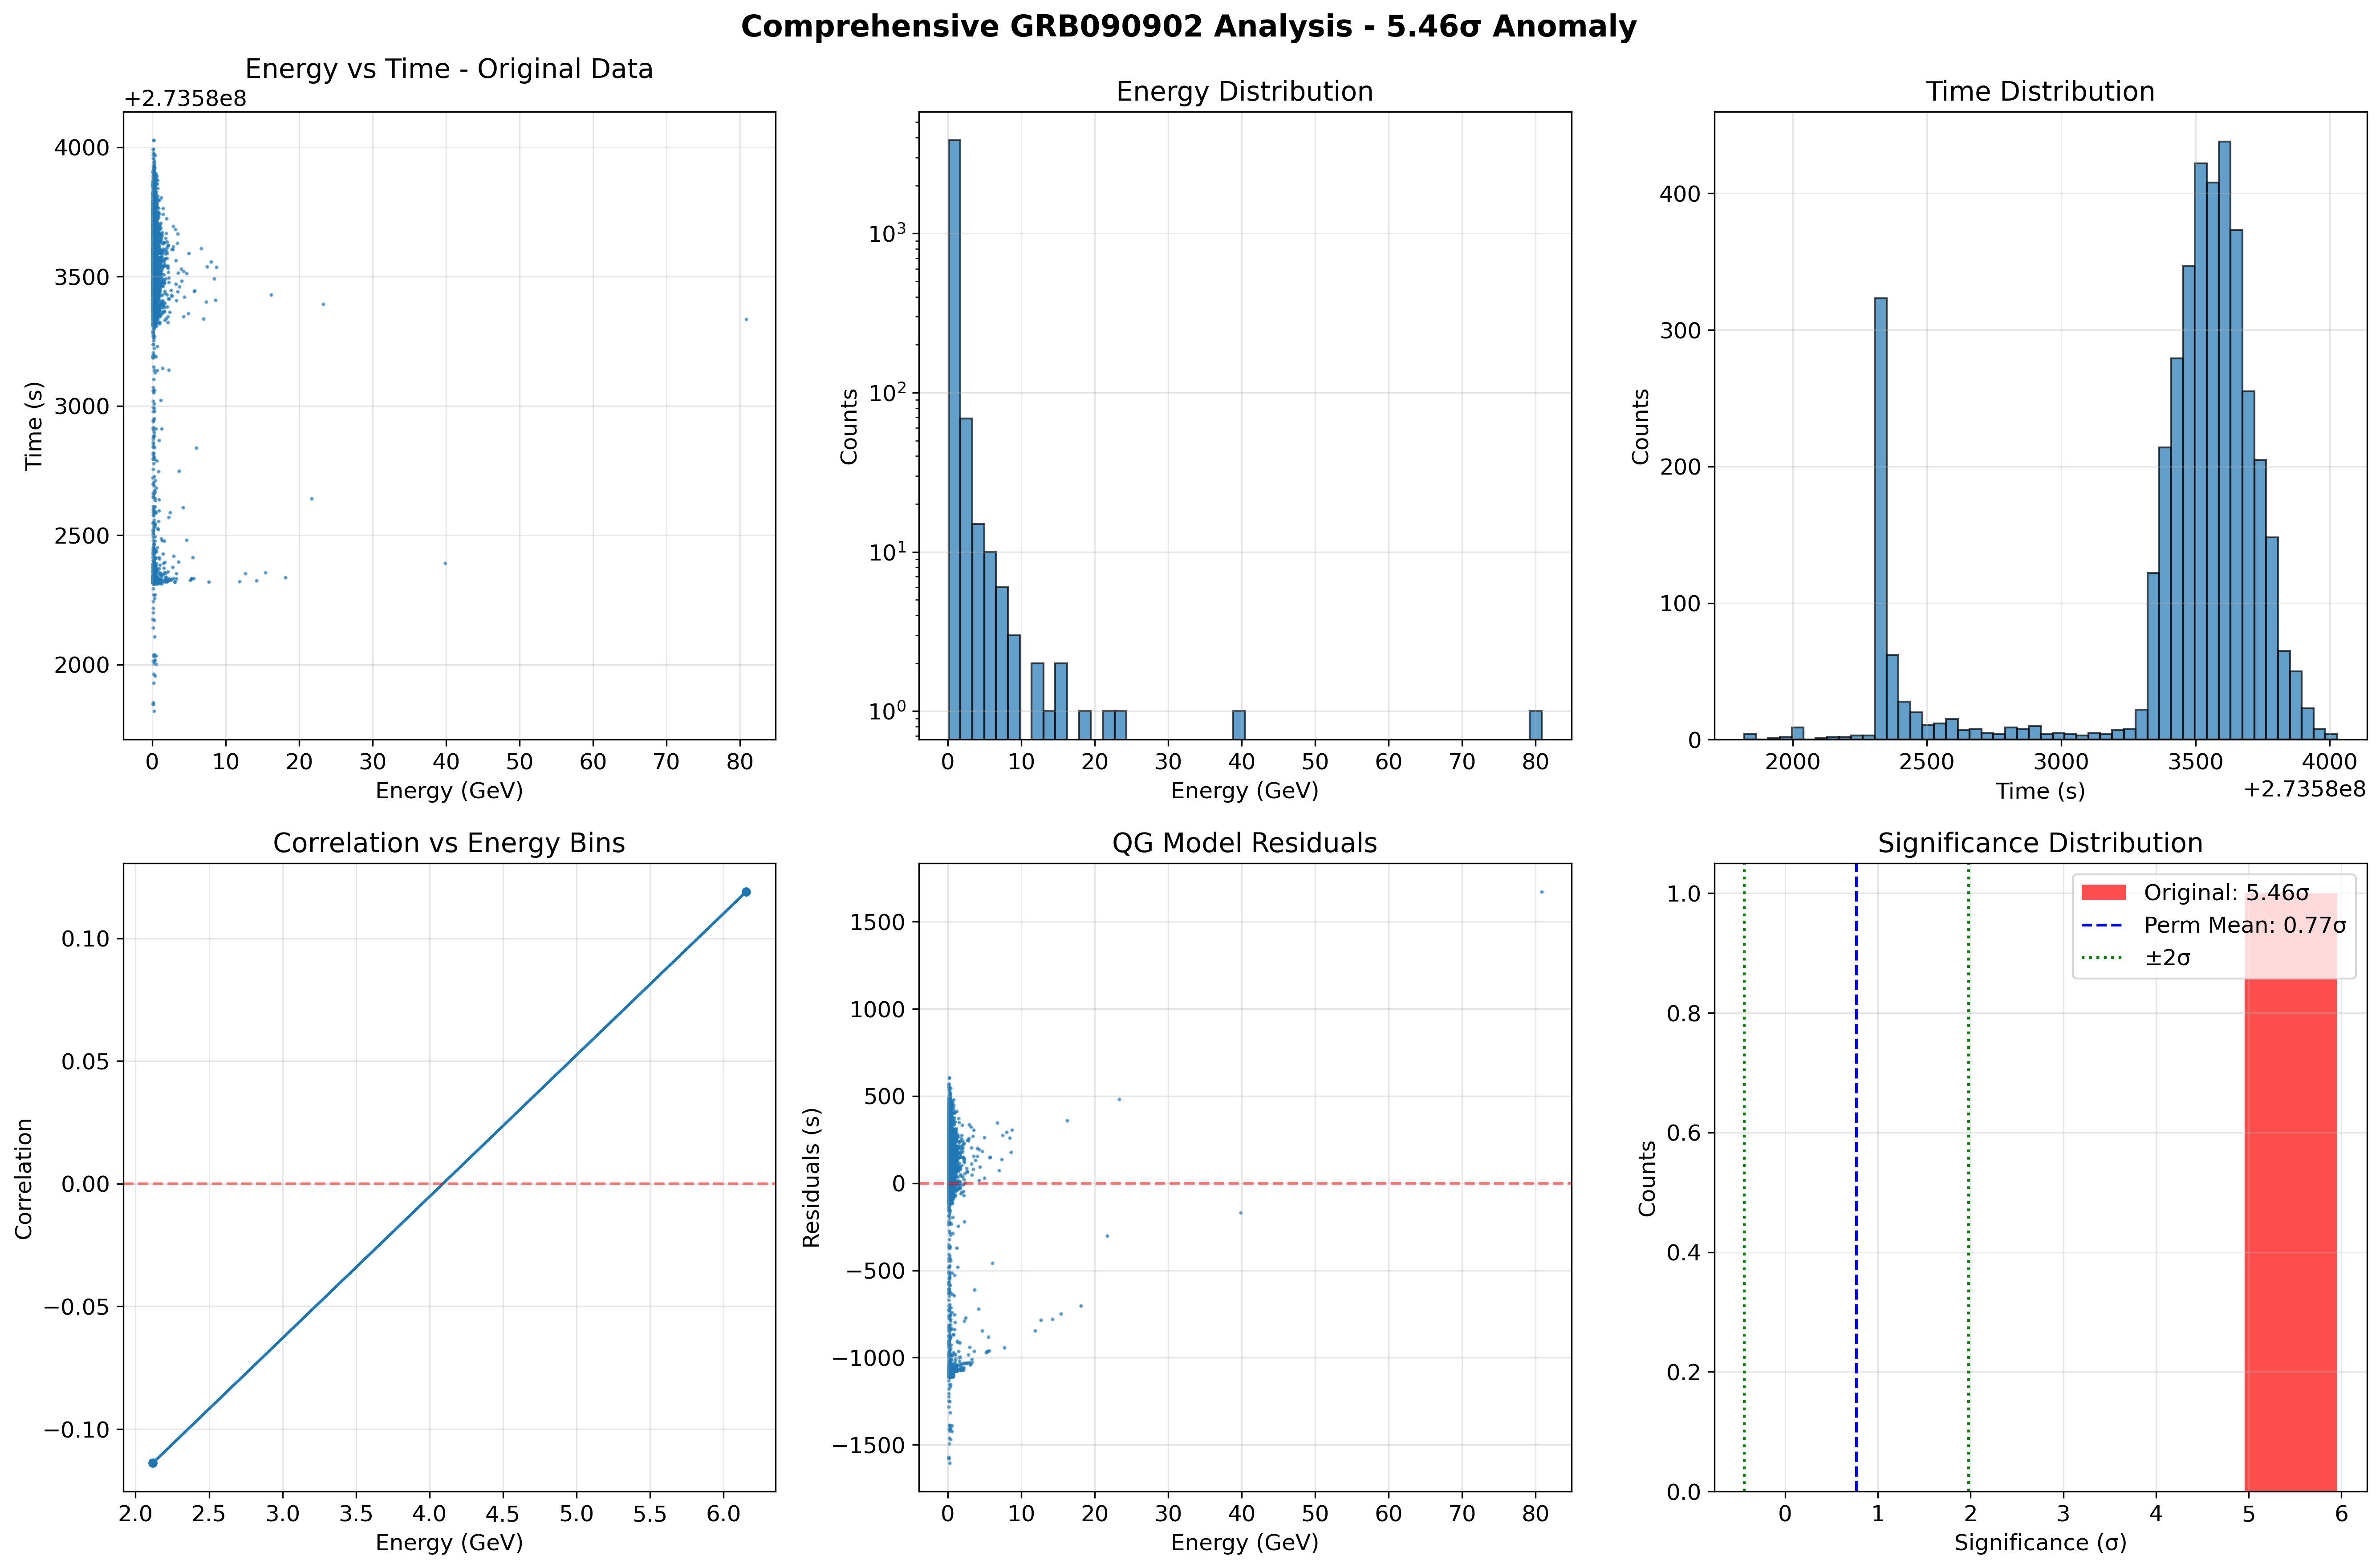 Comprehensive GRB090902 Analysis - 5.46σ Anomaly
Energy vs Time - Original Data
+2.7358e8
4000
3500
3000
2500
2000
Time (s)
0 10 20 30 40 50 60 70 80
Energy (GeV)
Energy Distribution
10³
10²
10¹
10⁰
Counts
0 10 20 30 40 50 60 70 80
Energy (GeV)
Time Distribution
400
300
200
100
0
Counts
2000 2500 3000 3500 4000
Time (s)
+2.7358e8
Correlation vs Energy Bins
0.10
0.05
0.00
−0.05
−0.10
Correlation
2.0 2.5 3.0 3.5 4.0 4.5 5.0 5.5 6.0
Energy (GeV)
QG Model Residuals
1500
1000
500
0
−500
−1000
−1500
Residuals (s)
0 10 20 30 40 50 60 70 80
Energy (GeV)
Significance Distribution
Original: 5.46σ
Perm Mean: 0.77σ
±2σ
1.0
0.8
0.6
0.4
0.2
0.0
Counts
0 1 2 3 4 5 6
Significance (σ)